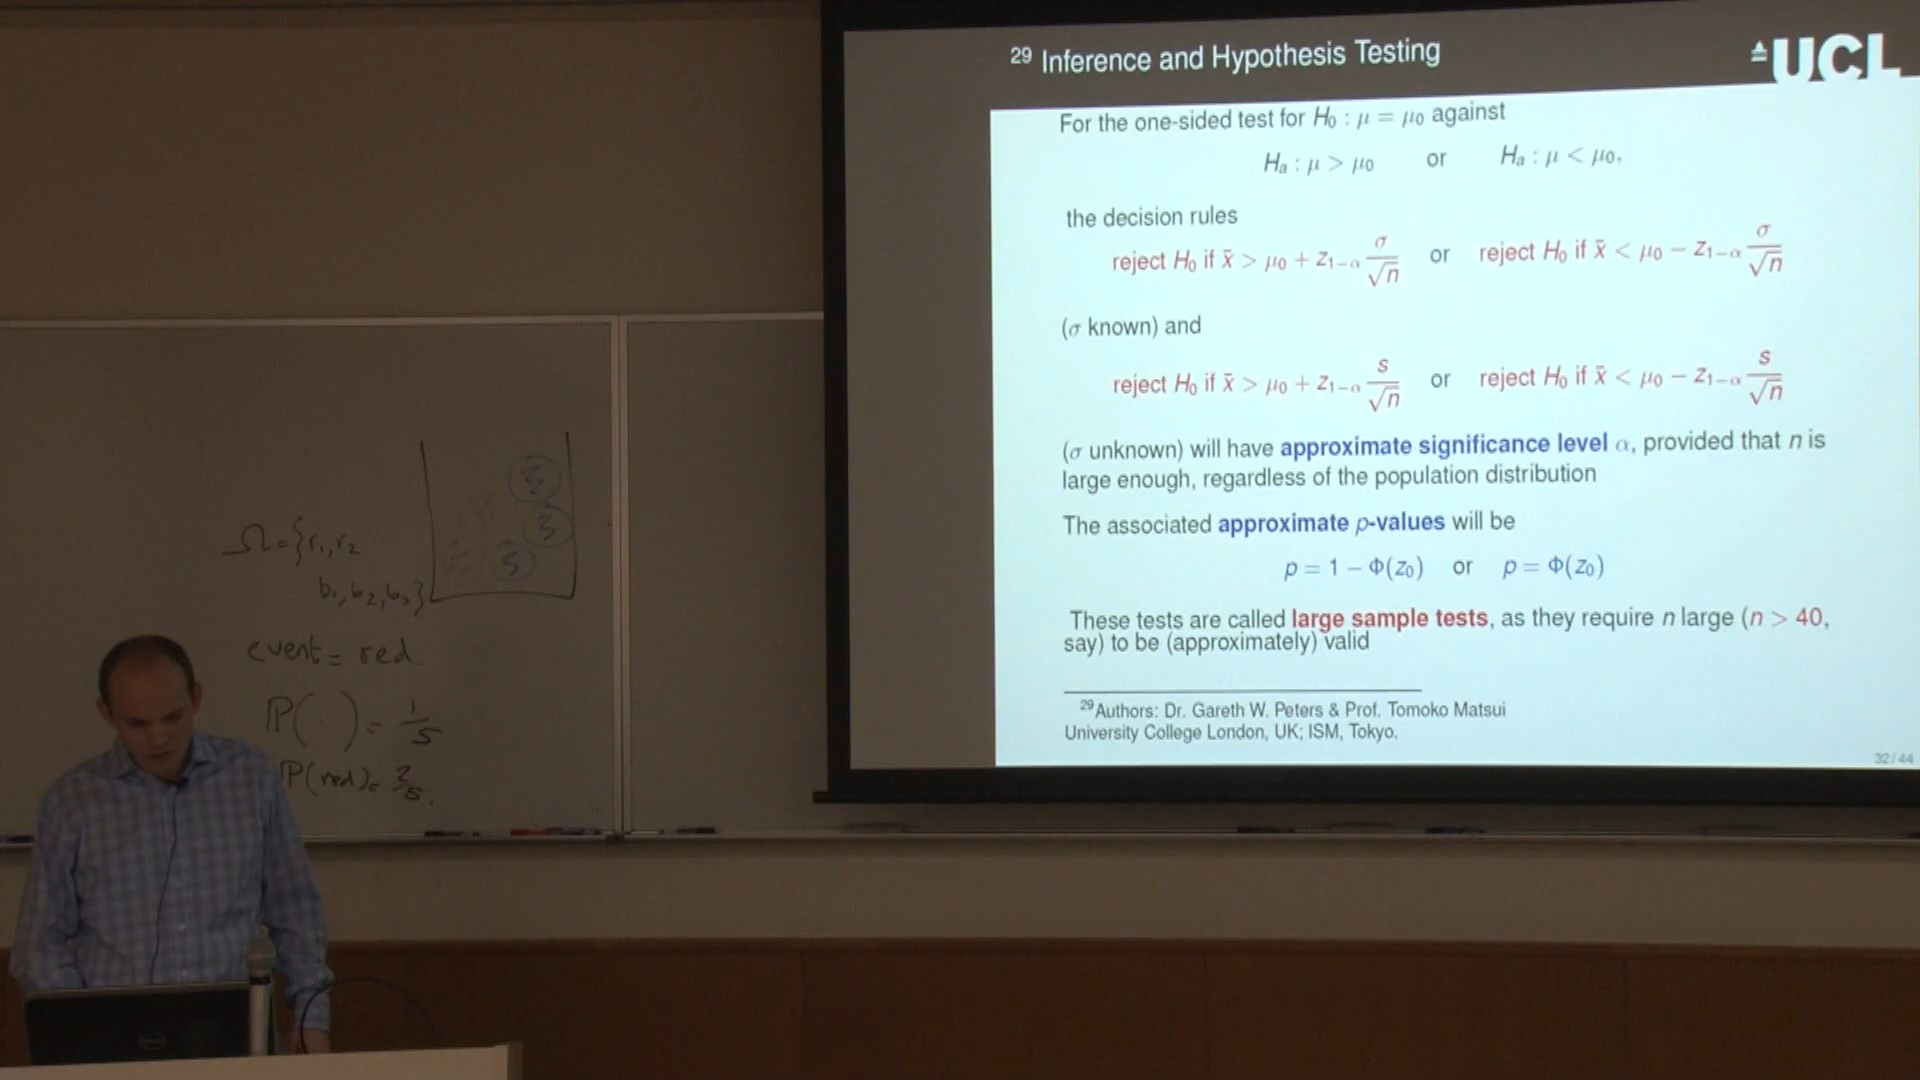 29 Inference and Hypothesis Testing
UCL
For the one-sided test for H₀ : μ = μ₀ against
Hₐ : μ > μ₀ or Hₐ : μ < μ₀,
the decision rules
reject H₀ if x̄ > μ₀ + z₁₋α σ/√n or reject H₀ if x̄ < μ₀ − z₁₋α σ/√n
(σ known) and
reject H₀ if x̄ > μ₀ + z₁₋α s/√n or reject H₀ if x̄ < μ₀ − z₁₋α s/√n
(σ unknown) will have approximate significance level α, provided that n is
large enough, regardless of the population distribution
The associated approximate p-values will be
p = 1 − Φ(z₀) or p = Φ(z₀)
These tests are called large sample tests, as they require n large (n > 40,
say) to be (approximately) valid
29Authors: Dr. Gareth W. Peters & Prof. Tomoko Matsui
University College London, UK; ISM, Tokyo.
32/44
Ω = {r₁, r₂
b₁, b₂, b₃}
event = red.
ℙ( · ) = 1/5
ℙ(red) = 2/5.